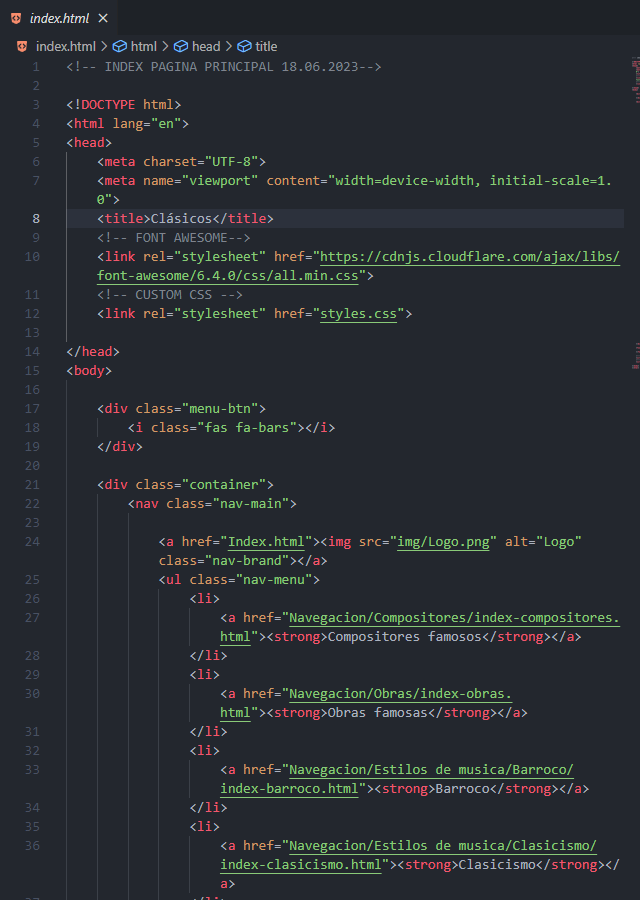 index.html
index.html > html > head > title
1 <!-- INDEX PAGINA PRINCIPAL 18.06.2023-->
2
3 <!DOCTYPE html>
4 <html lang="en">
5 <head>
6 <meta charset="UTF-8">
7 <meta name="viewport" content="width=device-width, initial-scale=1.
0">
8 <title>Clásicos</title>
9 <!-- FONT AWESOME-->
10 <link rel="stylesheet" href="https://cdnjs.cloudflare.com/ajax/libs/
font-awesome/6.4.0/css/all.min.css">
11 <!-- CUSTOM CSS -->
12 <link rel="stylesheet" href="styles.css">
13
14 </head>
15 <body>
16
17 <div class="menu-btn">
18 <i class="fas fa-bars"></i>
19 </div>
20
21 <div class="container">
22 <nav class="nav-main">
23
24 <a href="Index.html"><img src="img/Logo.png" alt="Logo"
class="nav-brand"></a>
25 <ul class="nav-menu">
26 <li>
27 <a href="Navegacion/Compositores/index-compositores.
html"><strong>Compositores famosos</strong></a>
28 </li>
29 <li>
30 <a href="Navegacion/Obras/index-obras.
html"><strong>Obras famosas</strong></a>
31 </li>
32 <li>
33 <a href="Navegacion/Estilos de musica/Barroco/
index-barroco.html"><strong>Barroco</strong></a>
34 </li>
35 <li>
36 <a href="Navegacion/Estilos de musica/Clasicismo/
index-clasicismo.html"><strong>Clasicismo</strong></
a>